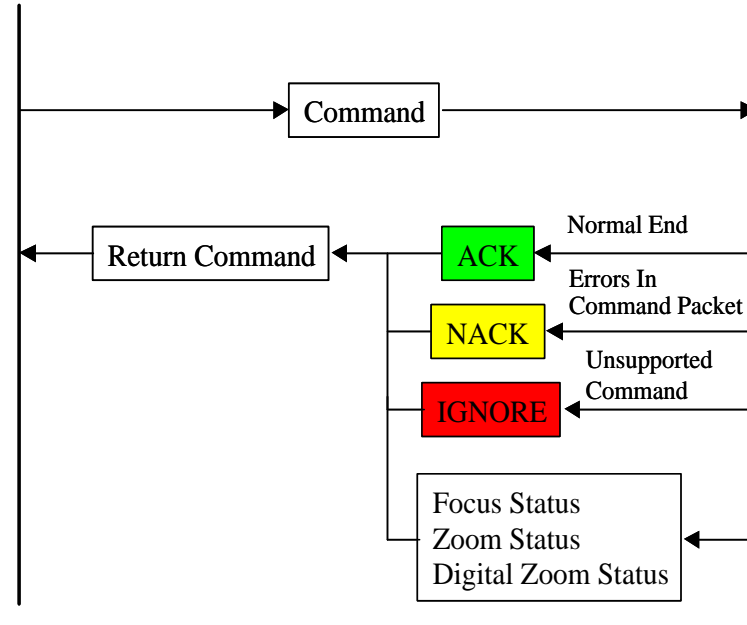 Command
Return Command
ACK
Normal End
NACK
Errors In
Command Packet
IGNORE
Unsupported
Command
Focus Status
Zoom Status
Digital Zoom Status